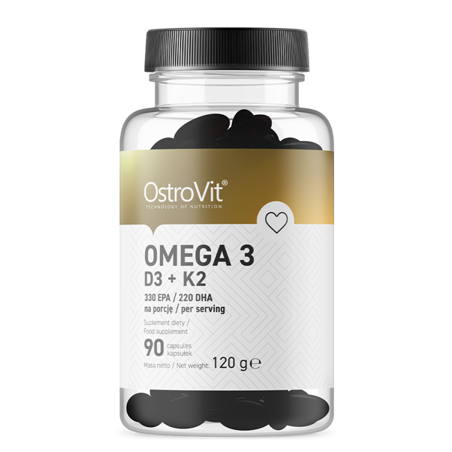 OstroVit®
TECHNOLOGY OF NUTRITION
OMEGA 3
D3 + K2
330 EPA / 220 DHA
na porcję / per serving
Suplement diety /
Food supplement
90 capsules
kapsułek
Masa netto / Net weight: 120 g℮